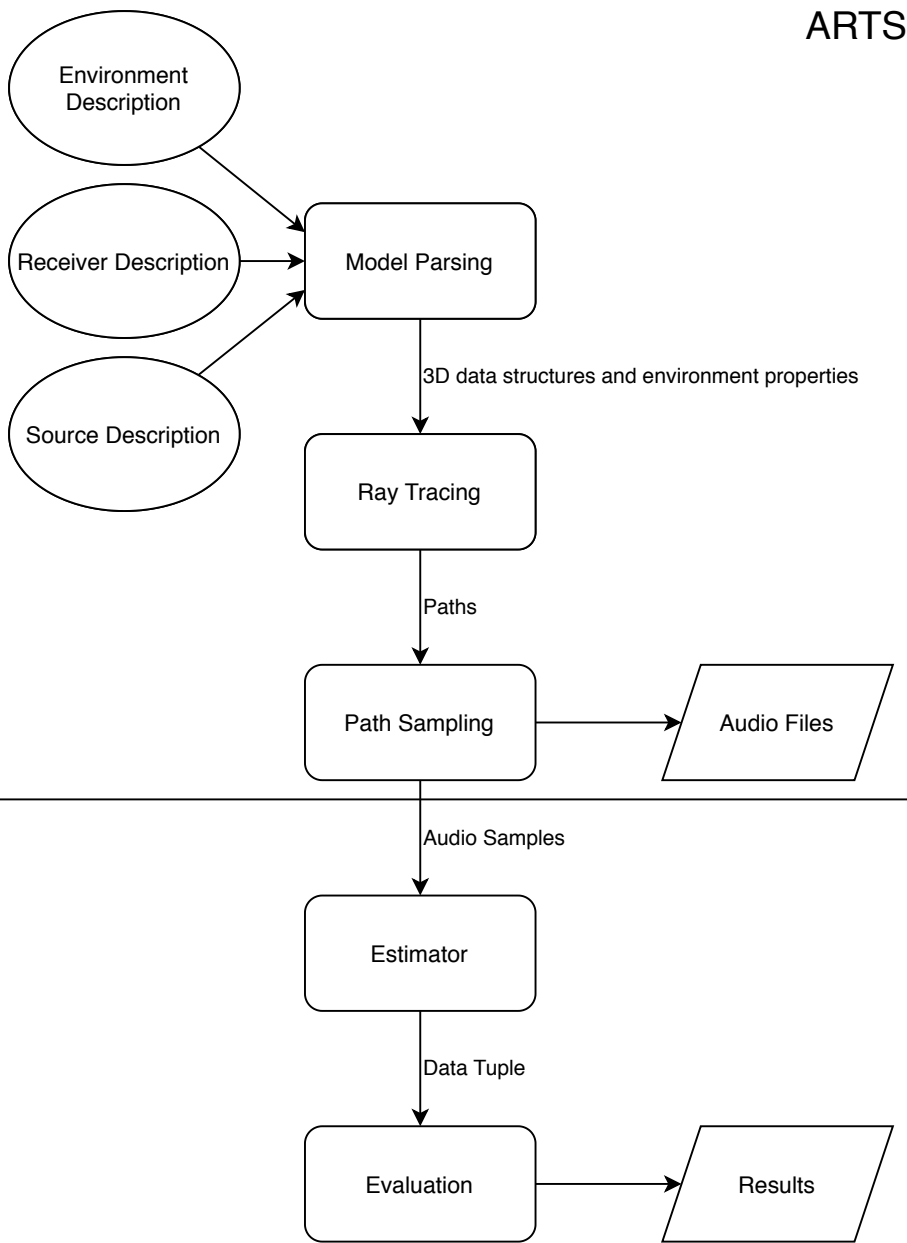 ARTS
Environment
Description
Receiver Description
Model Parsing
Source Description
3D data structures and environment properties
Ray Tracing
Paths
Path Sampling
Audio Files
Audio Samples
Estimator
Data Tuple
Evaluation
Results